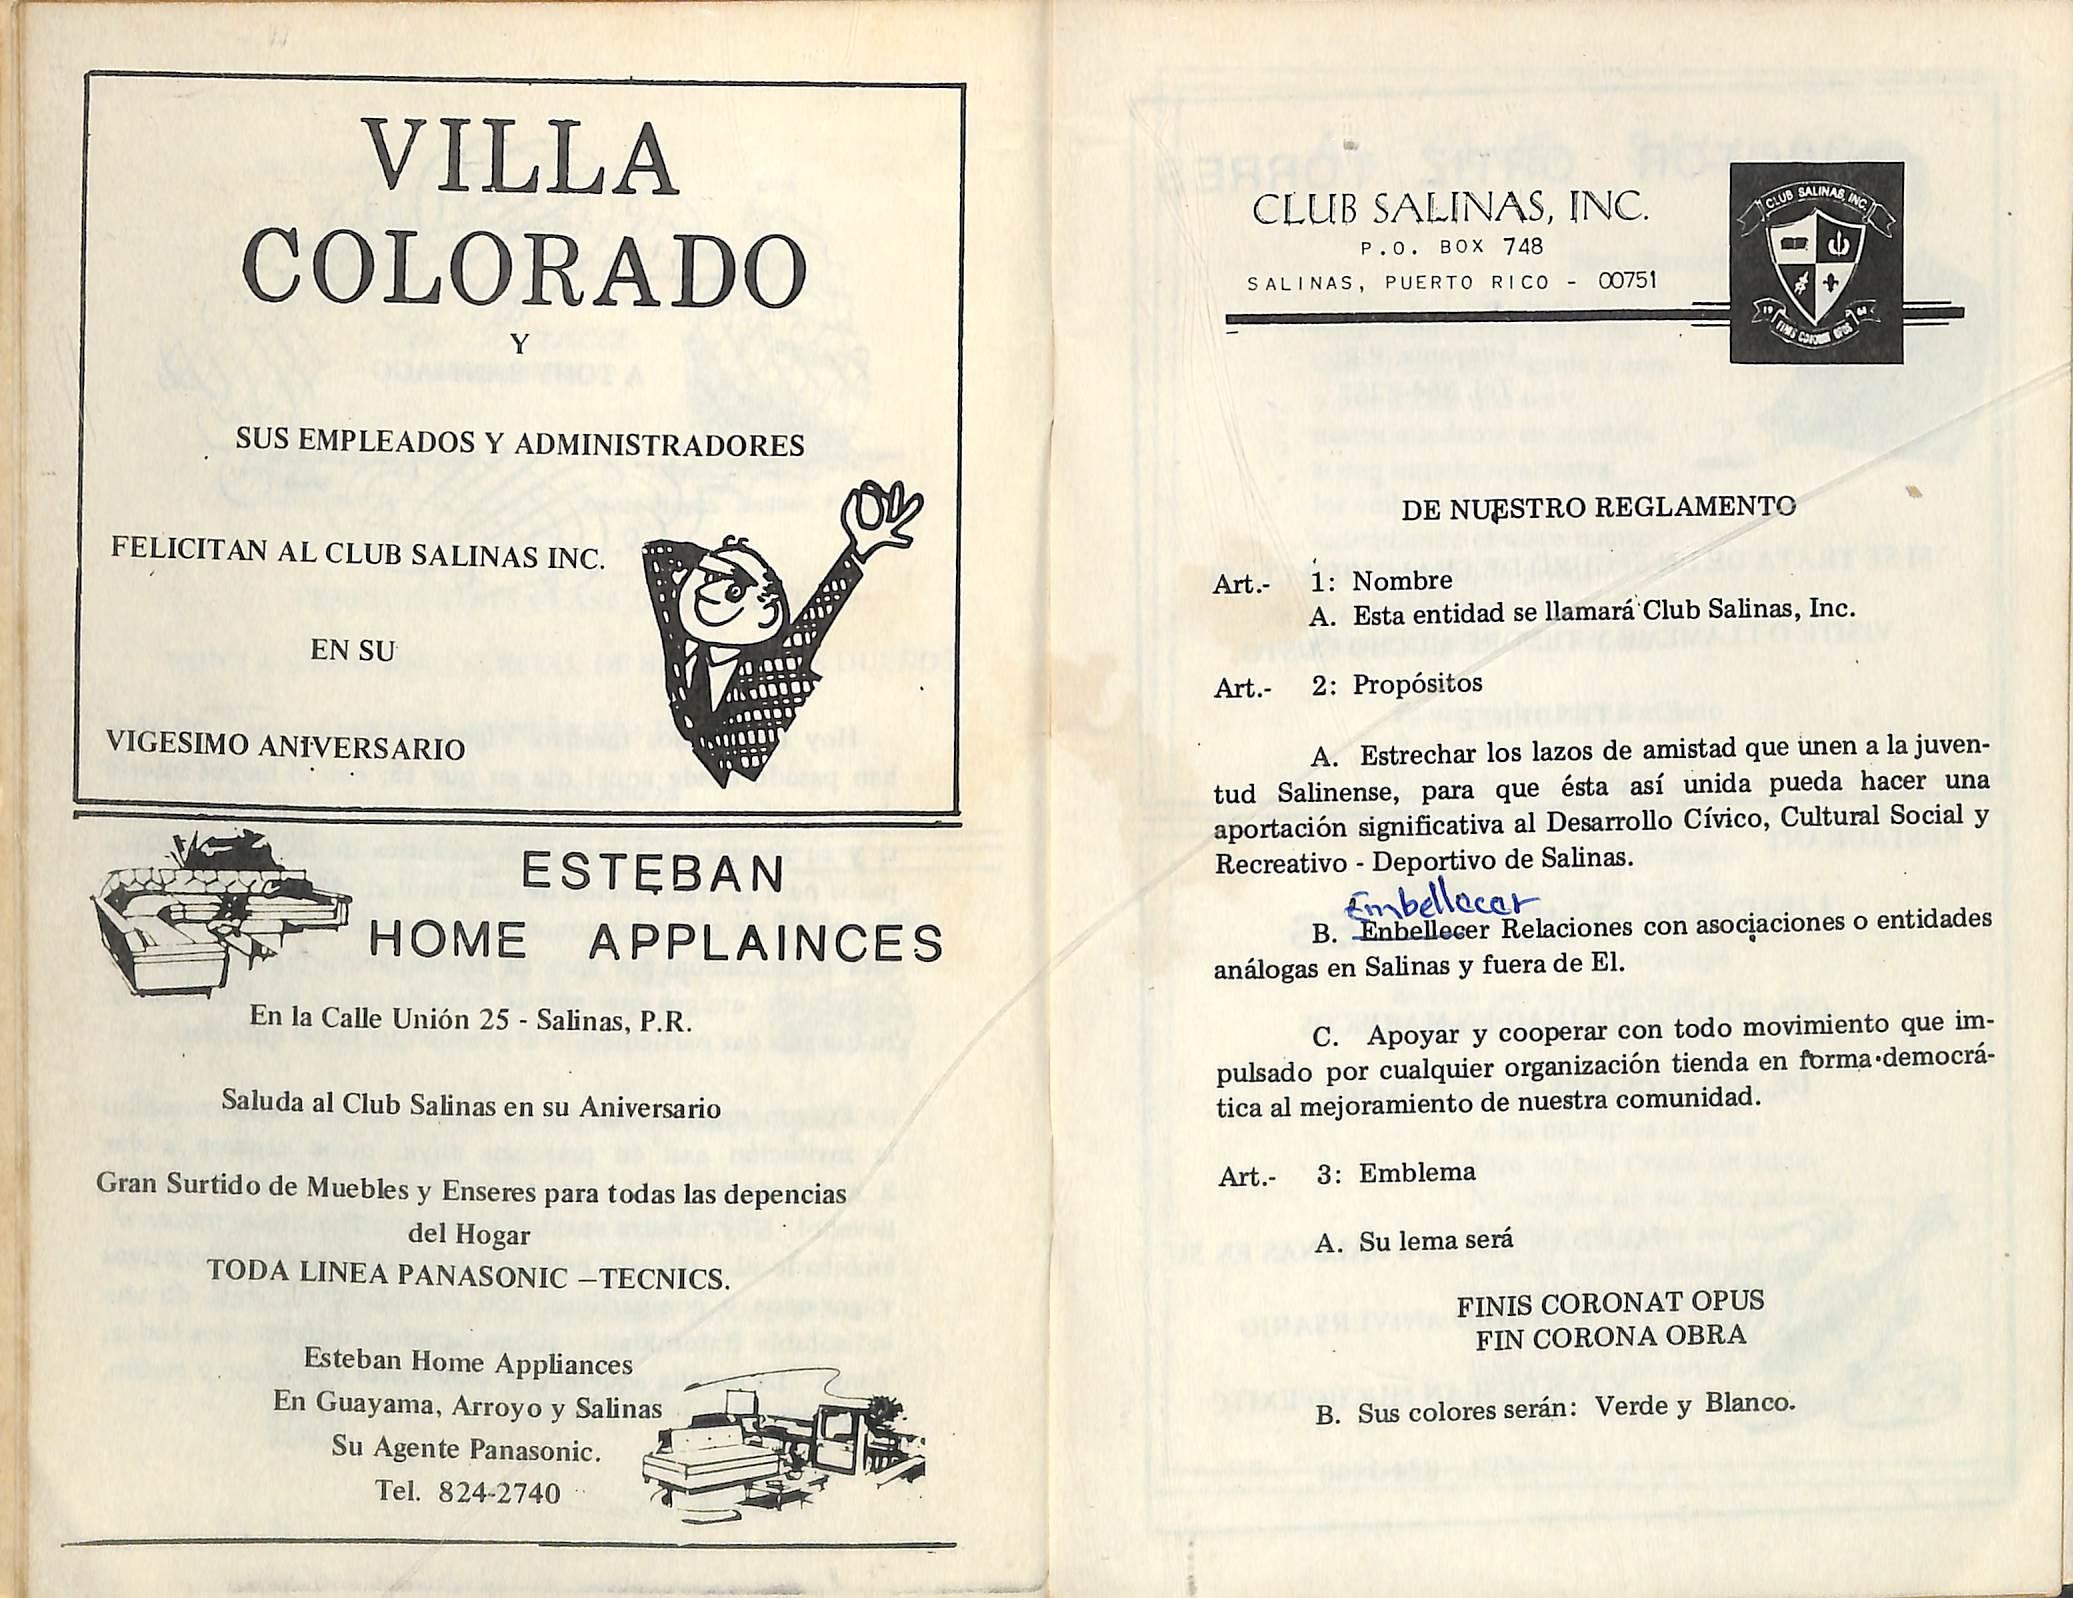 VILLA
COLORADO
Y
SUS EMPLEADOS Y ADMINISTRADORES
FELICITAN AL CLUB SALINAS INC.
EN SU
VIGESIMO ANIVERSARIO
ESTEBAN
HOME APPLAINCES
En la Calle Unión 25 - Salinas, P.R.
Saluda al Club Salinas en su Aniversario
Gran Surtido de Muebles y Enseres para todas las depencias
del Hogar
TODA LINEA PANASONIC –TECNICS.
Esteban Home Appliances
En Guayama, Arroyo y Salinas
Su Agente Panasonic.
Tel. 824-2740
CLUB SALINAS, INC.
P.O. BOX 748
SALINAS, PUERTO RICO - 00751
CLUB SALINAS, INC.
19 64
FINIS CORONAT OPUS
DE NUESTRO REGLAMENTO
Art.- 1: Nombre
A. Esta entidad se llamará Club Salinas, Inc.
Art.- 2: Propósitos
A. Estrechar los lazos de amistad que unen a la juven-
tud Salinense, para que ésta así unida pueda hacer una
aportación significativa al Desarrollo Cívico, Cultural Social y
Recreativo - Deportivo de Salinas.
Embellecer
B. Enbellecer Relaciones con asociaciones o entidades
análogas en Salinas y fuera de El.
C. Apoyar y cooperar con todo movimiento que im-
pulsado por cualquier organización tienda en forma democrá-
tica al mejoramiento de nuestra comunidad.
Art.- 3: Emblema
A. Su lema será
FINIS CORONAT OPUS
FIN CORONA OBRA
B. Sus colores serán: Verde y Blanco.